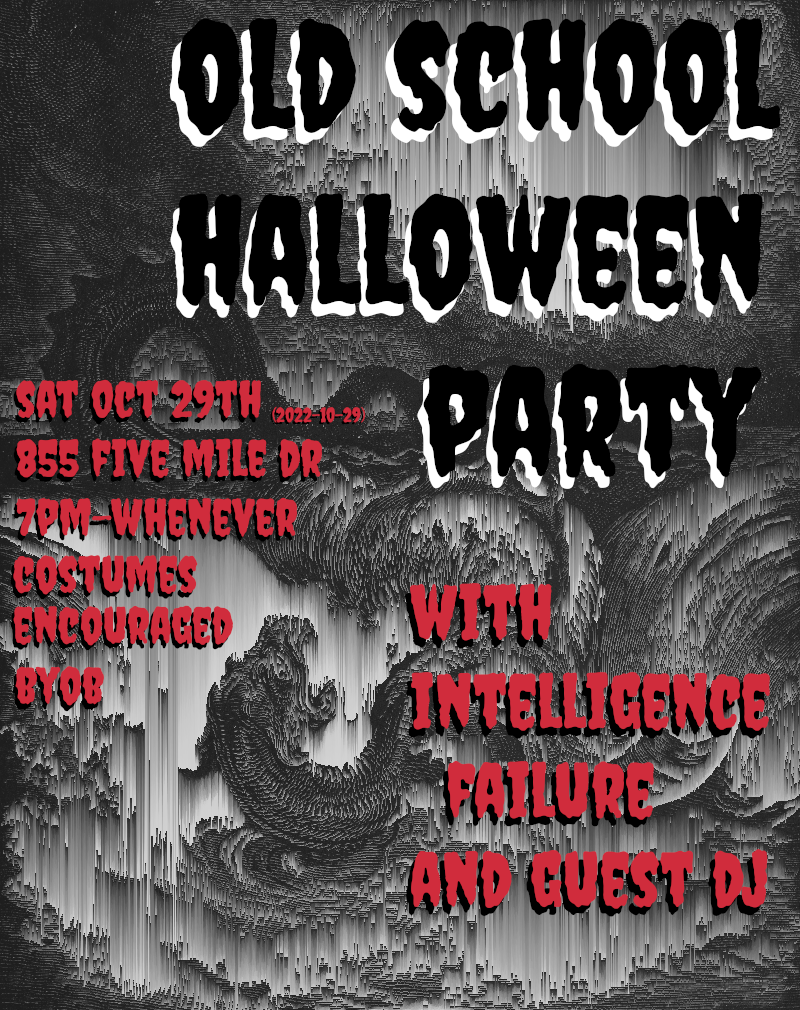 OLD SCHOOL
HALLOWEEN
PARTY
SAT OCT 29TH (2022-10-29)
855 FIVE MILE DR
7PM-WHENEVER
COSTUMES
ENCOURAGED
BYOB
WITH
INTELLIGENCE
FAILURE
AND GUEST DJ